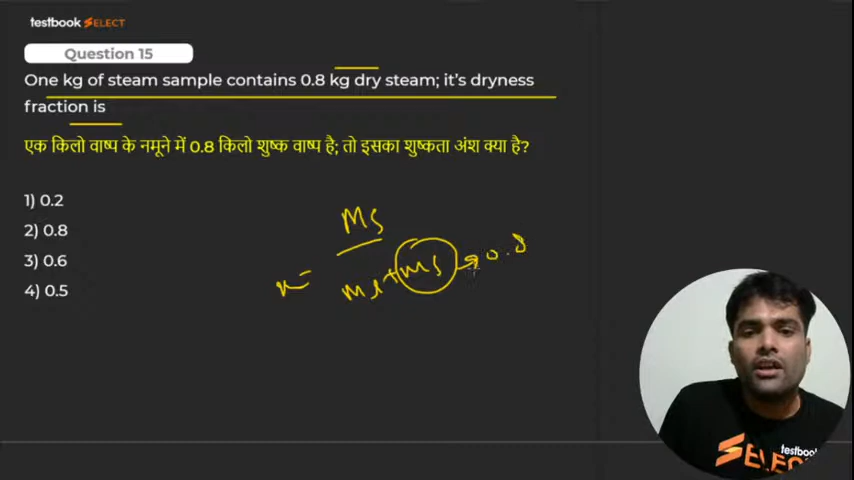 testbook SELECT
Question 15
One kg of steam sample contains 0.8 kg dry steam; it's dryness
fraction is
एक किलो वाष्प के नमूने में 0.8 किलो शुष्क वाष्प है; तो इसका शुष्कता अंश क्या है?
1) 0.2
2) 0.8
3) 0.6
4) 0.5
Ms
x =
ml + ms → 0.8
testbook
SELEC